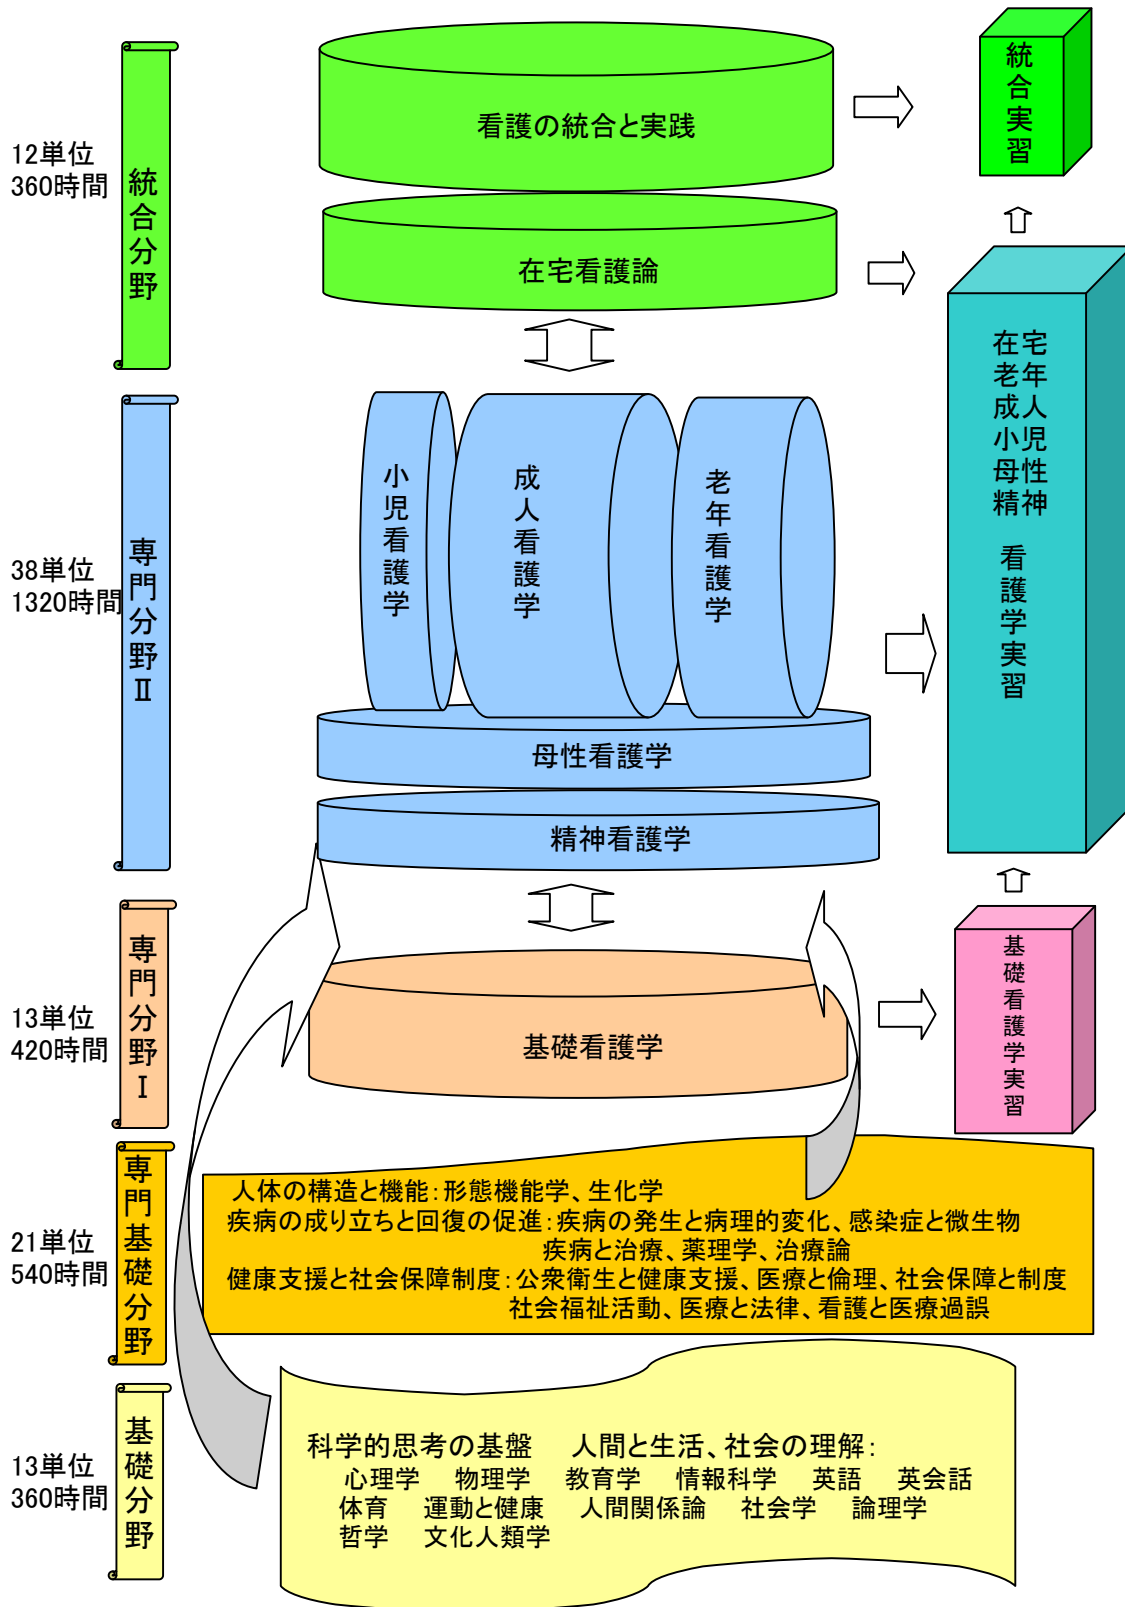 12単位
360時間
統合分野
看護の統合と実践
統合実習
在宅看護論
38単位
1320時間
専門分野Ⅱ
小児看護学
成人看護学
老年看護学
母性看護学
精神看護学
在宅
老年
成人
小児
母性
精神
看護学実習
13単位
420時間
専門分野Ⅰ
基礎看護学
基礎看護学実習
21単位
540時間
専門基礎分野
人体の構造と機能：形態機能学、生化学
疾病の成り立ちと回復の促進：疾病の発生と病理的変化、感染症と微生物
疾病と治療、薬理学、治療論
健康支援と社会保障制度：公衆衛生と健康支援、医療と倫理、社会保障と制度
社会福祉活動、医療と法律、看護と医療過誤
13単位
360時間
基礎分野
科学的思考の基盤　人間と生活、社会の理解：
心理学　物理学　教育学　情報科学　英語　英会話
体育　運動と健康　人間関係論　社会学　論理学
哲学　文化人類学